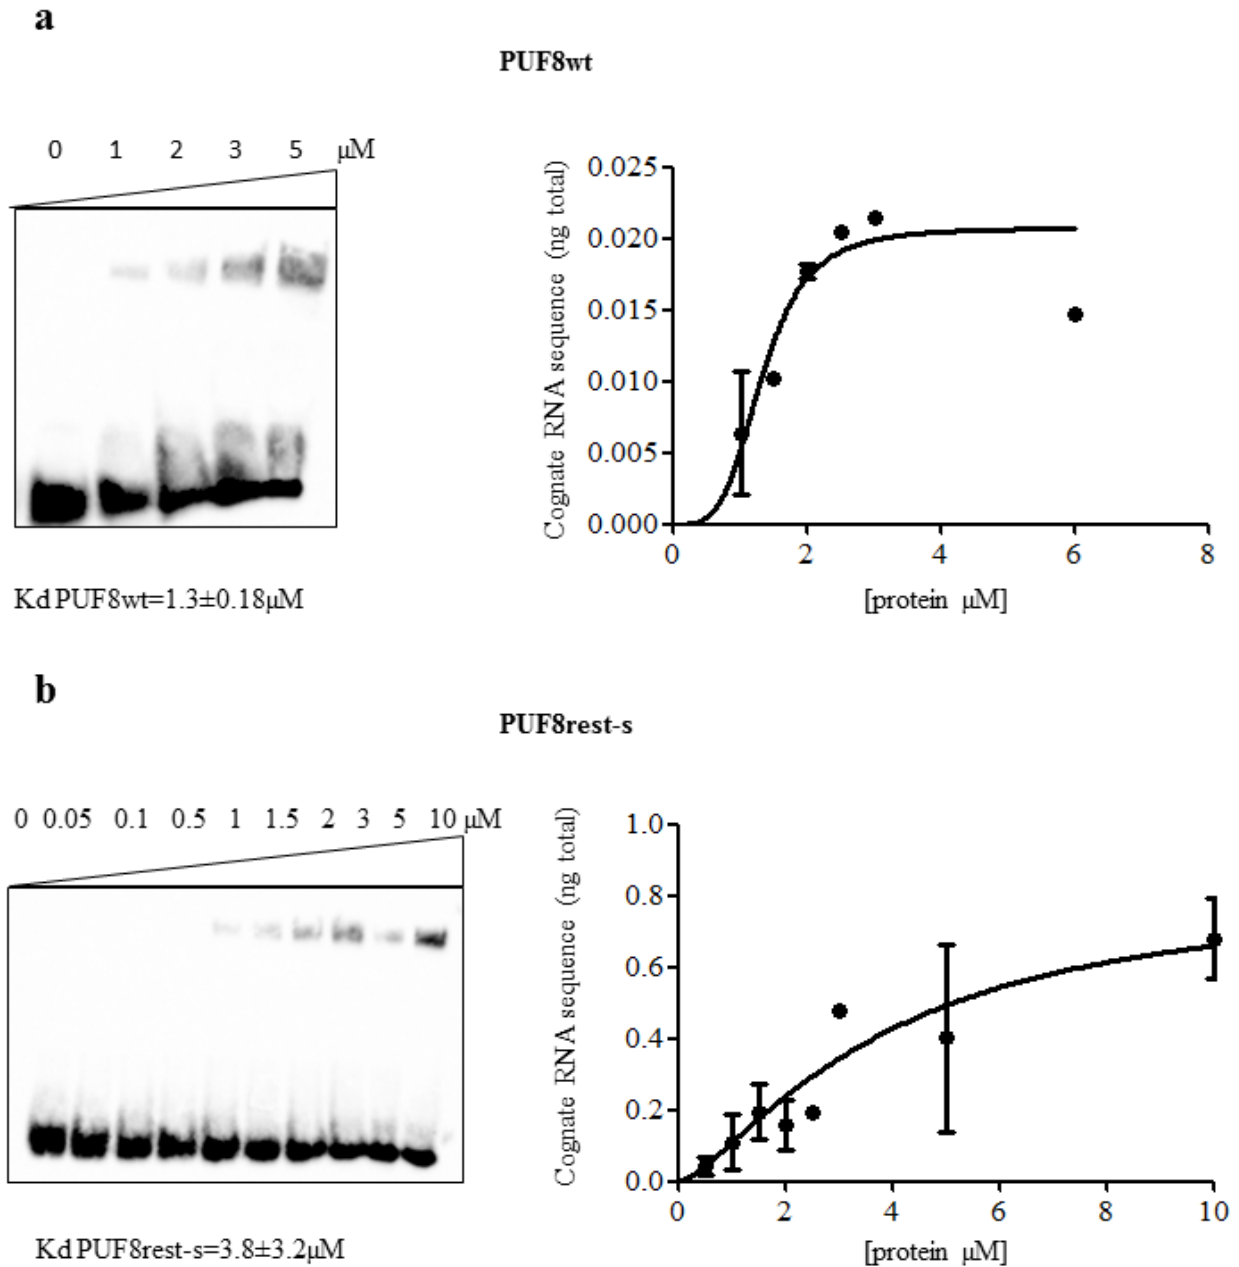 a
PUF8wt
0 1 2 3 5 μM
Kd PUF8wt=1.3±0.18μM
Cognate RNA sequence (ng total)
0.025
0.020
0.015
0.010
0.005
0.000
0 2 4 6 8
[protein μM]
b
PUF8rest-s
0 0.05 0.1 0.5 1 1.5 2 3 5 10 μM
Kd PUF8rest-s=3.8±3.2μM
Cognate RNA sequence (ng total)
1.0
0.8
0.6
0.4
0.2
0.0
0 2 4 6 8 10
[protein μM]